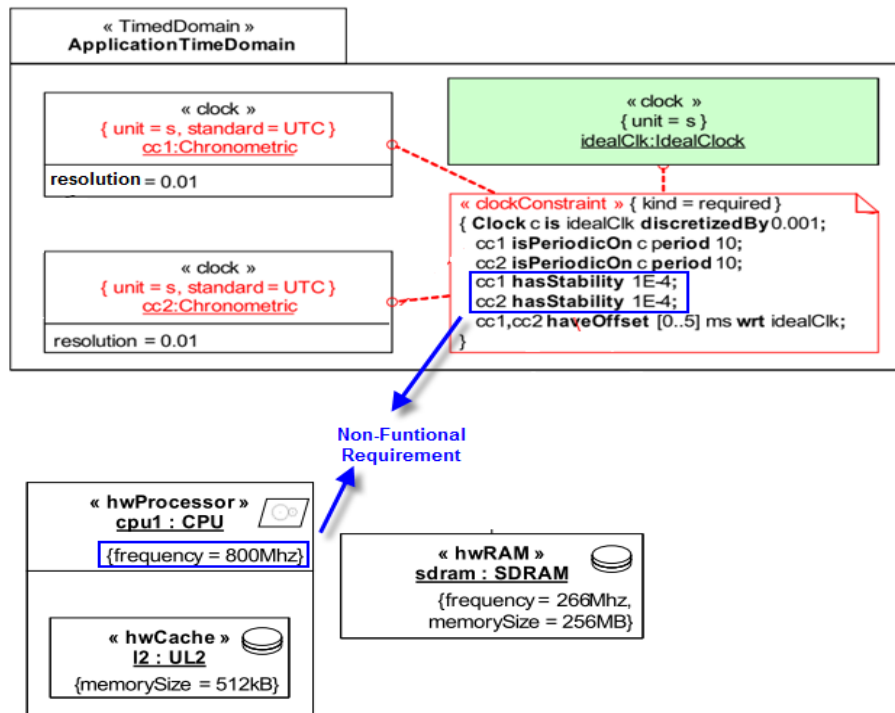 « TimedDomain »
ApplicationTimeDomain
« clock »
{ unit = s, standard = UTC }
cc1:Chronometric
resolution = 0.01
« clock »
{ unit = s }
idealClk:IdealClock
« clockConstraint » { kind = required }
{ Clock c is idealClk discretizedBy 0.001;
cc1 isPeriodicOn c period 10;
cc2 isPeriodicOn c period 10;
cc1 hasStability 1E-4;
cc2 hasStability 1E-4;
cc1,cc2 haveOffset [0..5] ms wrt idealClk;
}
« clock »
{ unit = s, standard = UTC }
cc2:Chronometric
resolution = 0.01
Non-Funtional
Requirement
« hwProcessor »
cpu1 : CPU
{frequency = 800Mhz}
« hwCache »
l2 : UL2
{memorySize = 512kB}
« hwRAM »
sdram : SDRAM
{frequency = 266Mhz,
memorySize = 256MB}